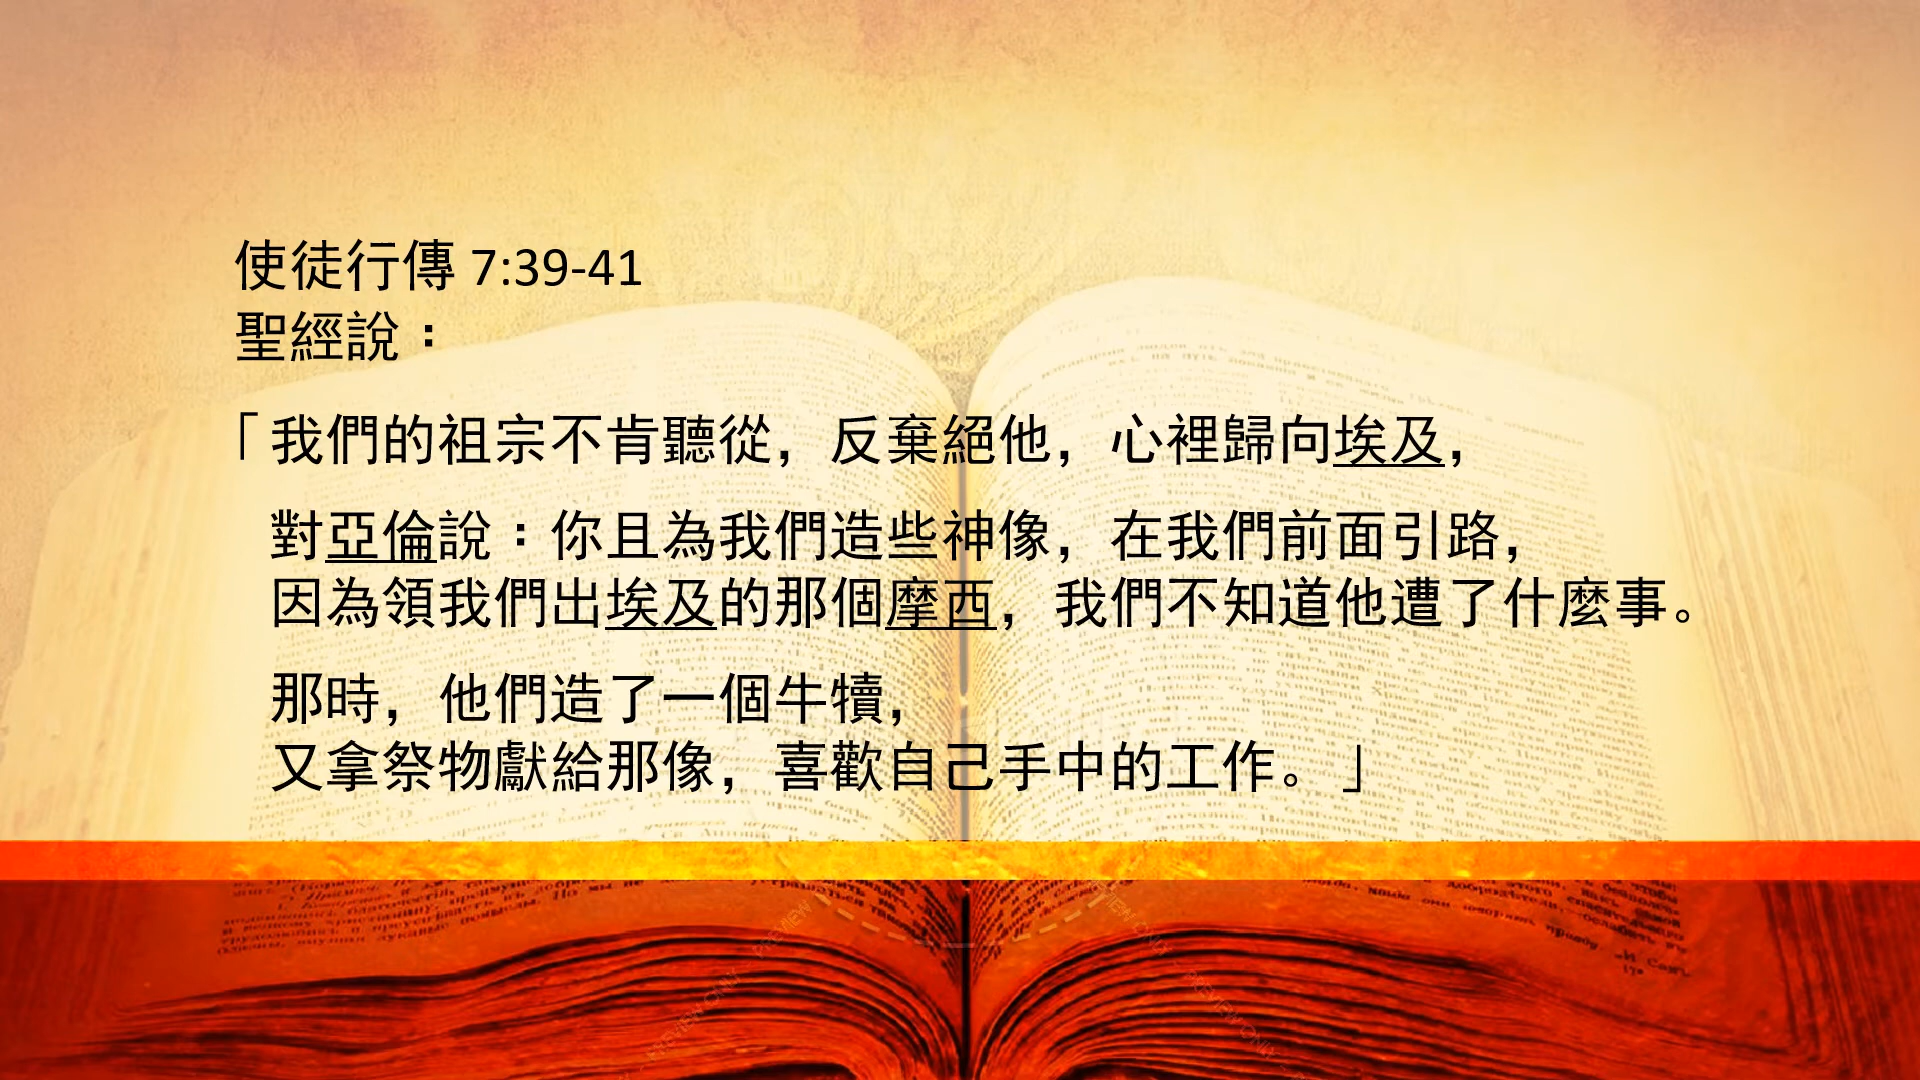 使徒行傳 7:39-41
聖經說：
「我們的祖宗不肯聽從，反棄絕他，心裡歸向埃及，
對亞倫說：你且為我們造些神像，在我們前面引路，
因為領我們出埃及的那個摩西，我們不知道他遭了什麼事。
那時，他們造了一個牛犢，
又拿祭物獻給那像，喜歡自己手中的工作。」